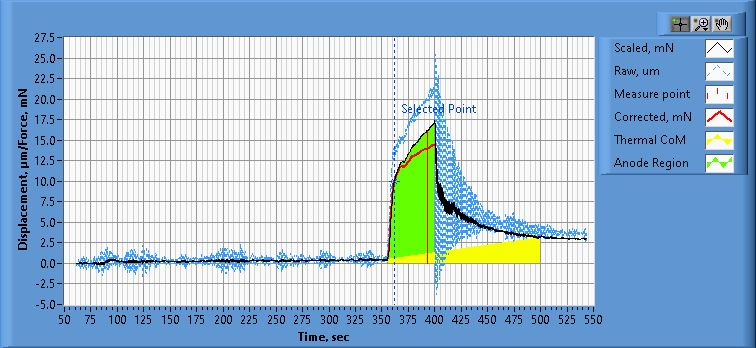 Scaled, mN
Raw, um
Measure point
Corrected, mN
Thermal CoM
Anode Region
Displacement, µm/Force, mN
27.5
25.0
22.5
20.0
17.5
15.0
12.5
10.0
7.5
5.0
2.5
0.0
-2.5
-5.0
Selected Point
50 75 100 125 150 175 200 225 250 275 300 325 350 375 400 425 450 475 500 525 550
Time, sec